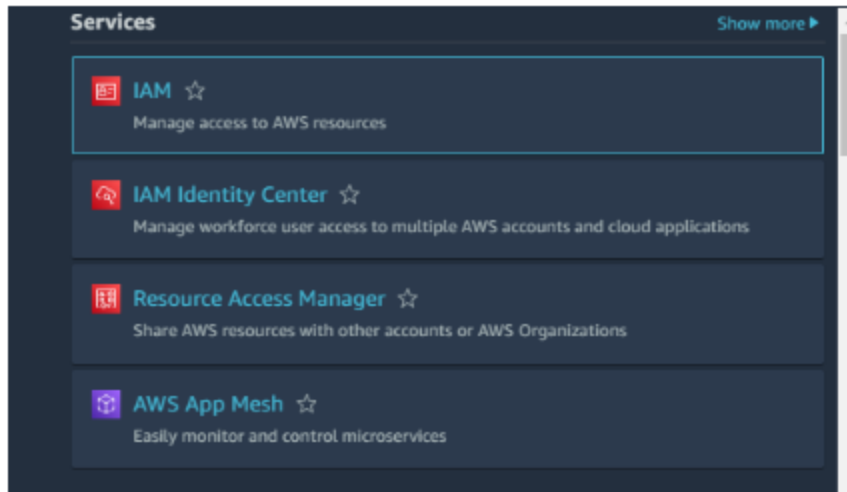 Services
Show more
IAM
Manage access to AWS resources
IAM Identity Center
Manage workforce user access to multiple AWS accounts and cloud applications
Resource Access Manager
Share AWS resources with other accounts or AWS Organizations
AWS App Mesh
Easily monitor and control microservices